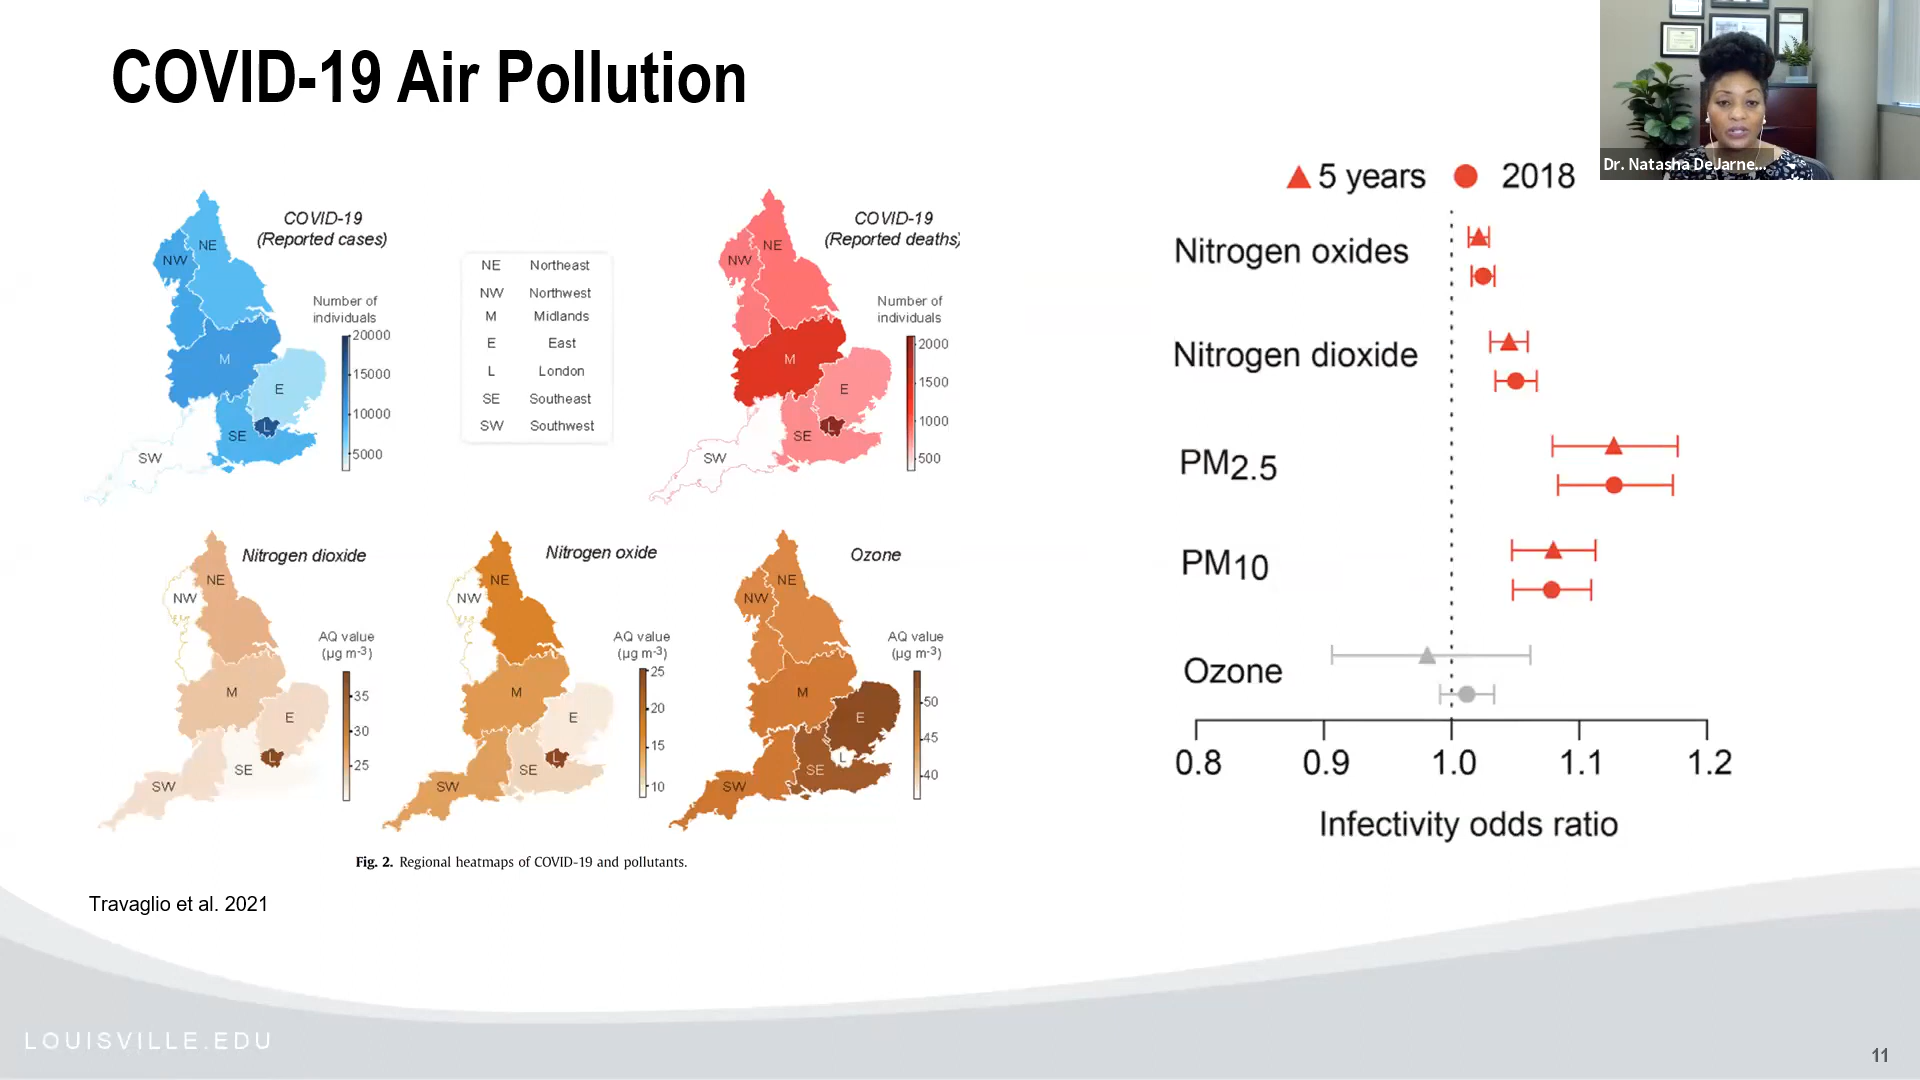 COVID-19 Air Pollution
Dr. Natasha DeJarne...
COVID-19
(Reported cases)
NE
NW
M
E
L
SE
SW
Number of
individuals
20000
15000
10000
5000
NE Northeast
NW Northwest
M Midlands
E East
L London
SE Southeast
SW Southwest
COVID-19
(Reported deaths)
NE
NW
M
E
L
SE
SW
Number of
individuals
2000
1500
1000
500
Nitrogen dioxide
NE
NW
M
E
L
SE
SW
AQ value
(µg m-3)
35
30
25
Nitrogen oxide
NE
NW
M
E
L
SE
SW
AQ value
(µg m-3)
25
20
15
10
Ozone
NE
NW
M
E
L
SE
SW
AQ value
(µg m-3)
50
45
40
Fig. 2. Regional heatmaps of COVID-19 and pollutants.
5 years 2018
Nitrogen oxides
Nitrogen dioxide
PM2.5
PM10
Ozone
0.8 0.9 1.0 1.1 1.2
Infectivity odds ratio
Travaglio et al. 2021
LOUISVILLE.EDU
11